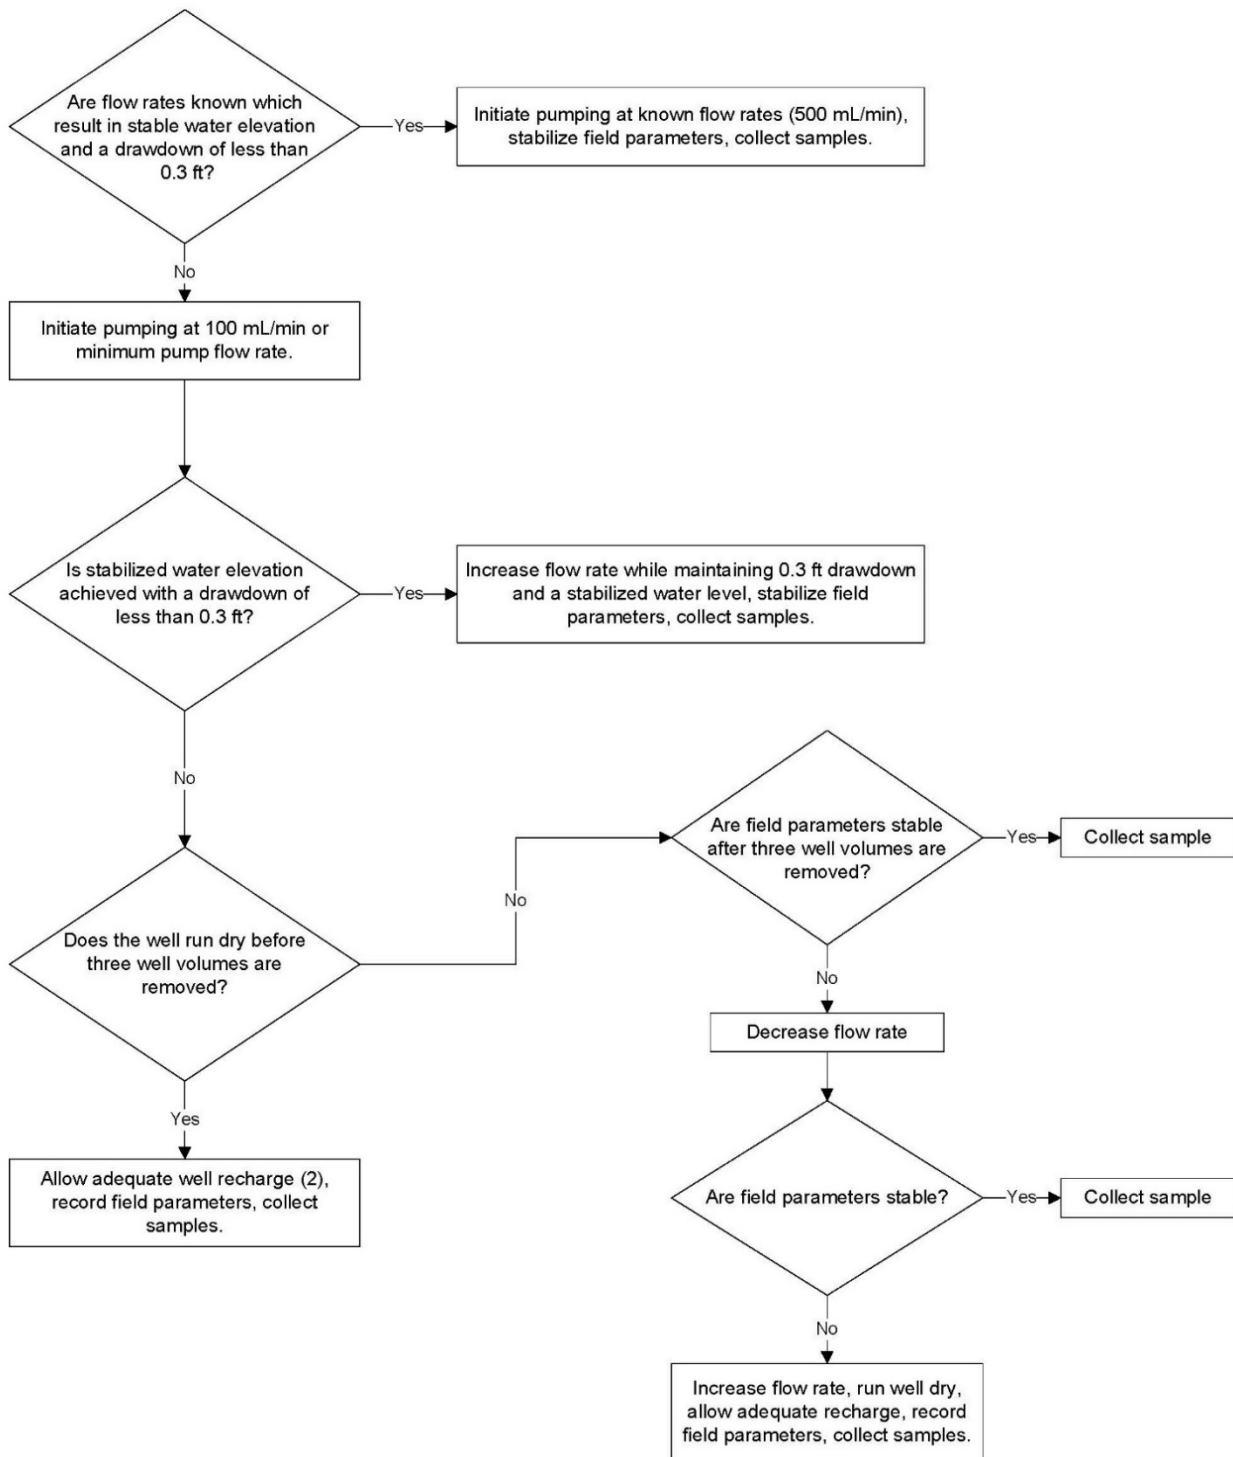 Are flow rates known which
result in stable water elevation
and a drawdown of less than
0.3 ft?
Yes
Initiate pumping at known flow rates (500 mL/min),
stabilize field parameters, collect samples.
No
Initiate pumping at 100 mL/min or
minimum pump flow rate.
Is stabilized water elevation
achieved with a drawdown of
less than 0.3 ft?
Yes
Increase flow rate while maintaining 0.3 ft drawdown
and a stabilized water level, stabilize field
parameters, collect samples.
No
Does the well run dry before
three well volumes are
removed?
No
Are field parameters stable
after three well volumes are
removed?
Yes
Collect sample
No
Decrease flow rate
Yes
Allow adequate well recharge (2),
record field parameters, collect
samples.
Are field parameters stable?
Yes
Collect sample
No
Increase flow rate, run well dry,
allow adequate recharge, record
field parameters, collect samples.